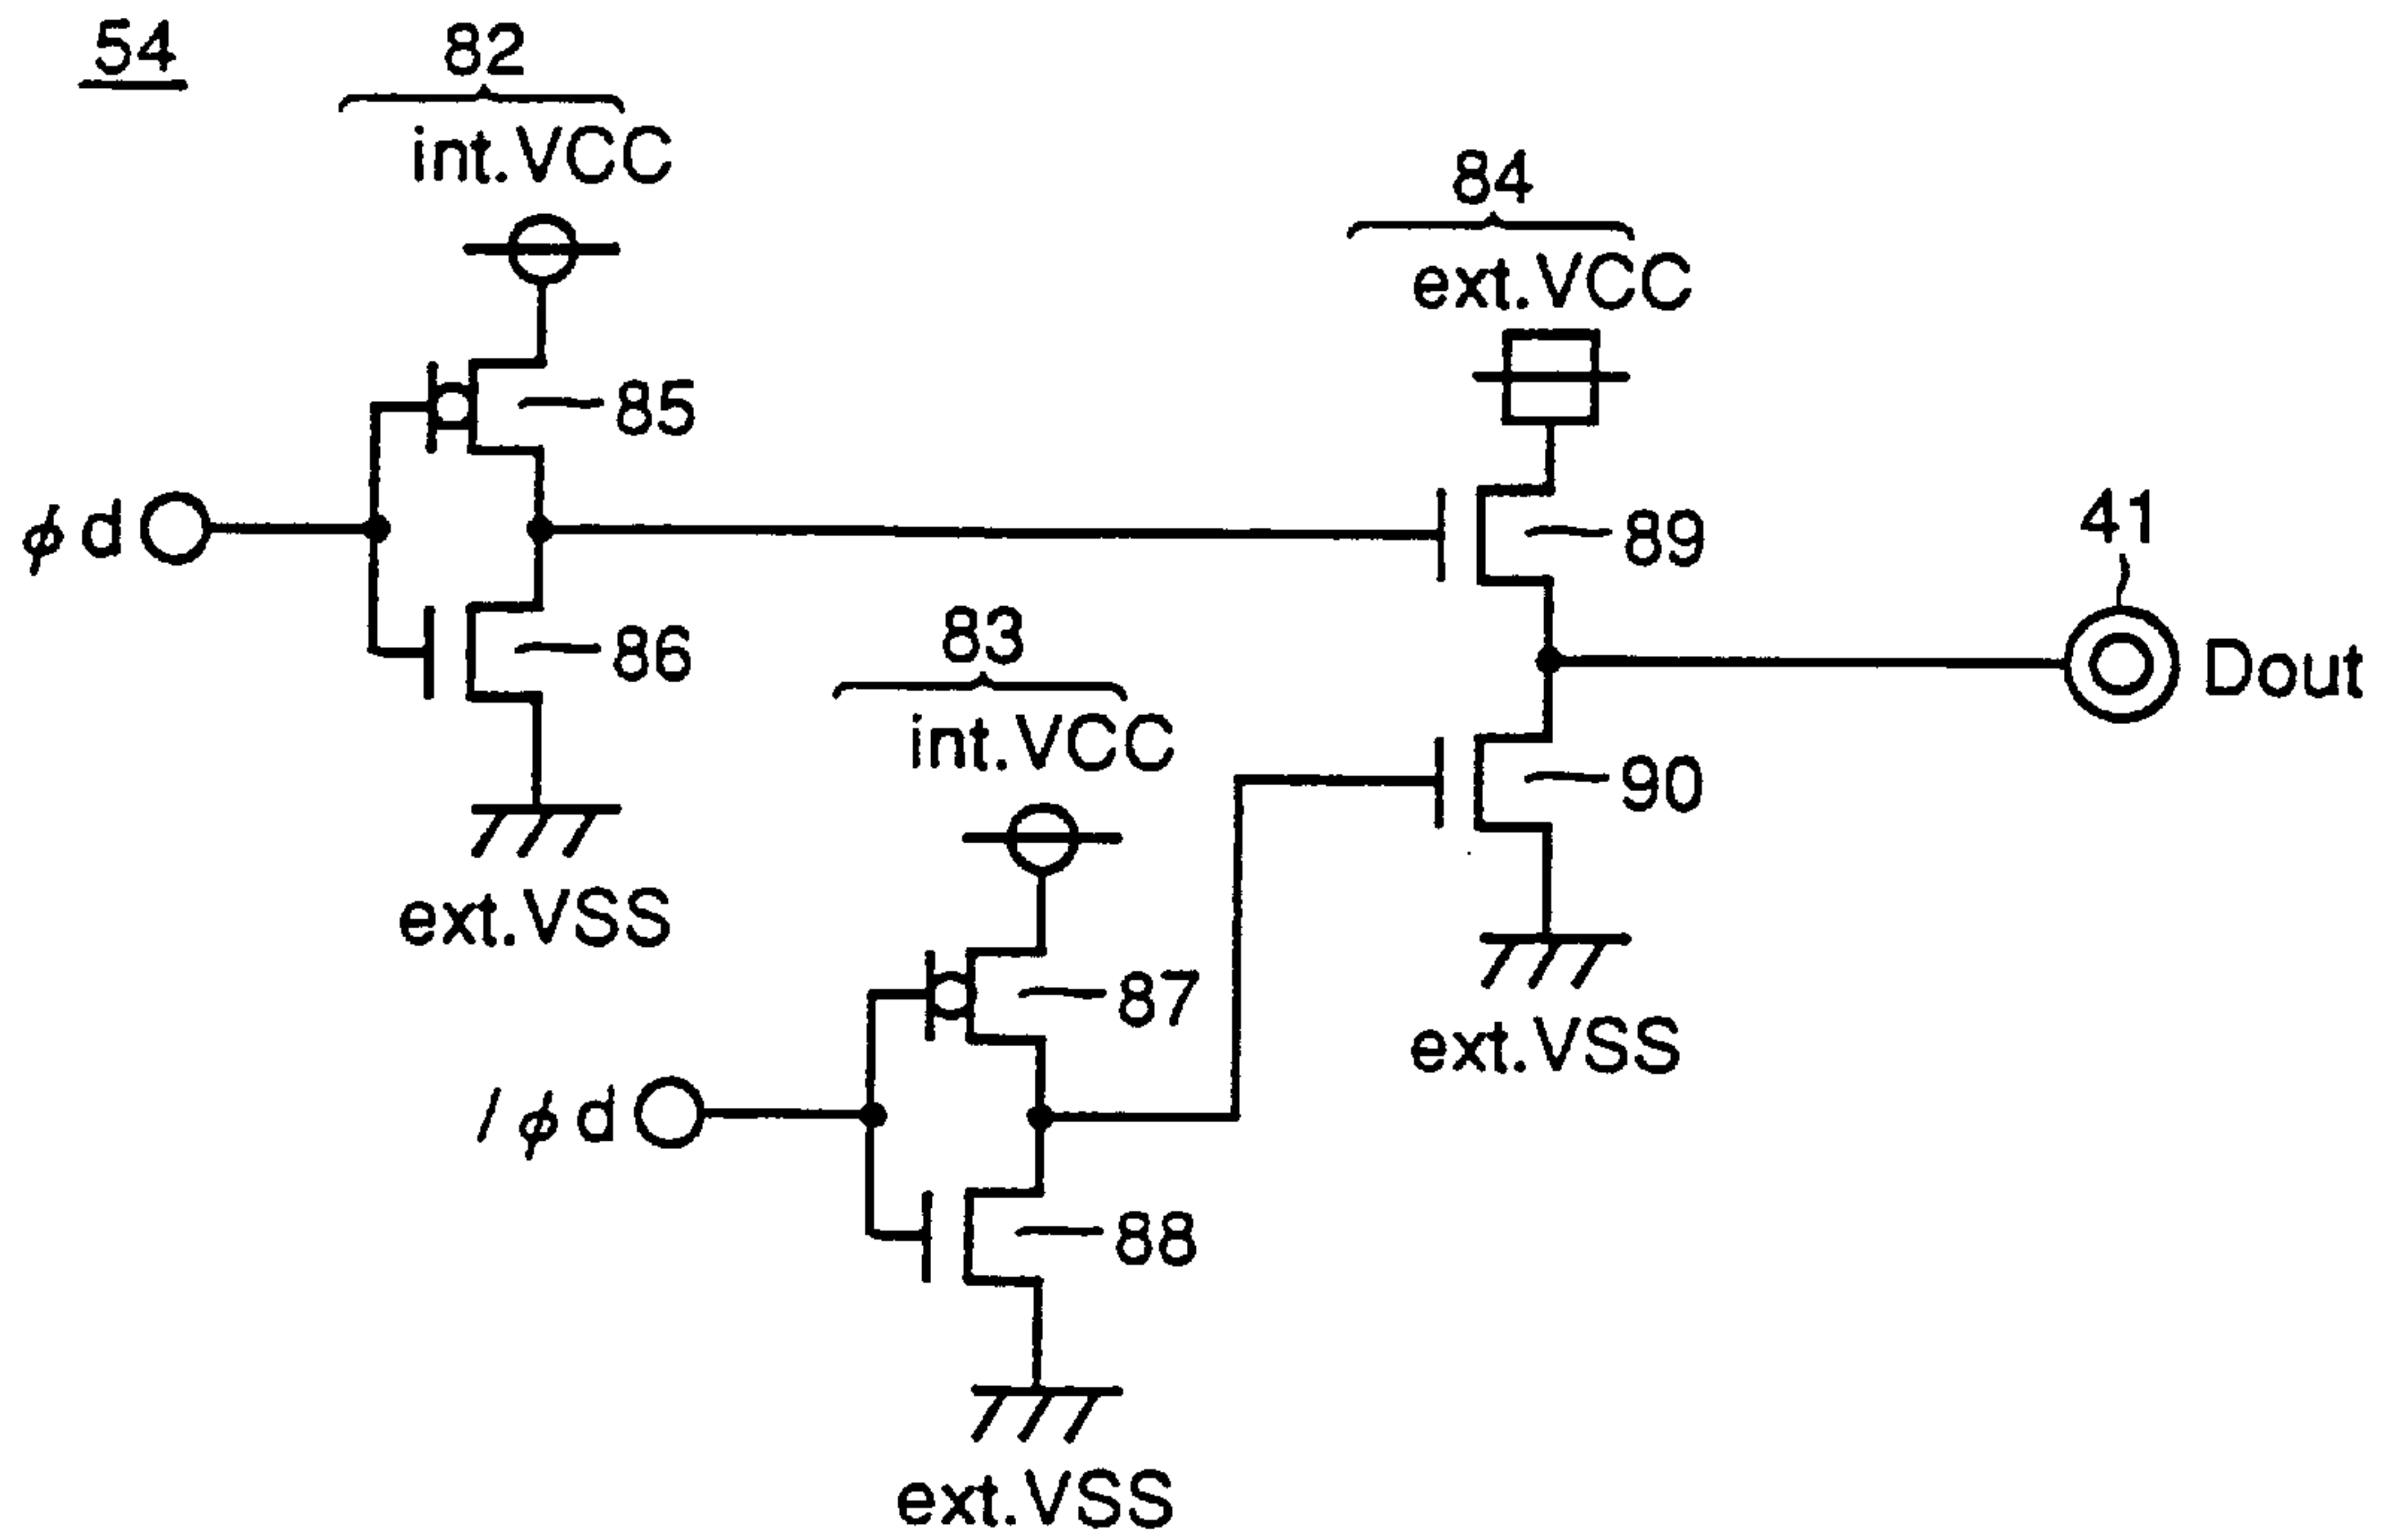 54
82
int.VCC
84
ext.VCC
85
ϕd
89
41
86
83
Dout
int.VCC
90
ext.VSS
87
ext.VSS
/ϕd
88
ext.VSS